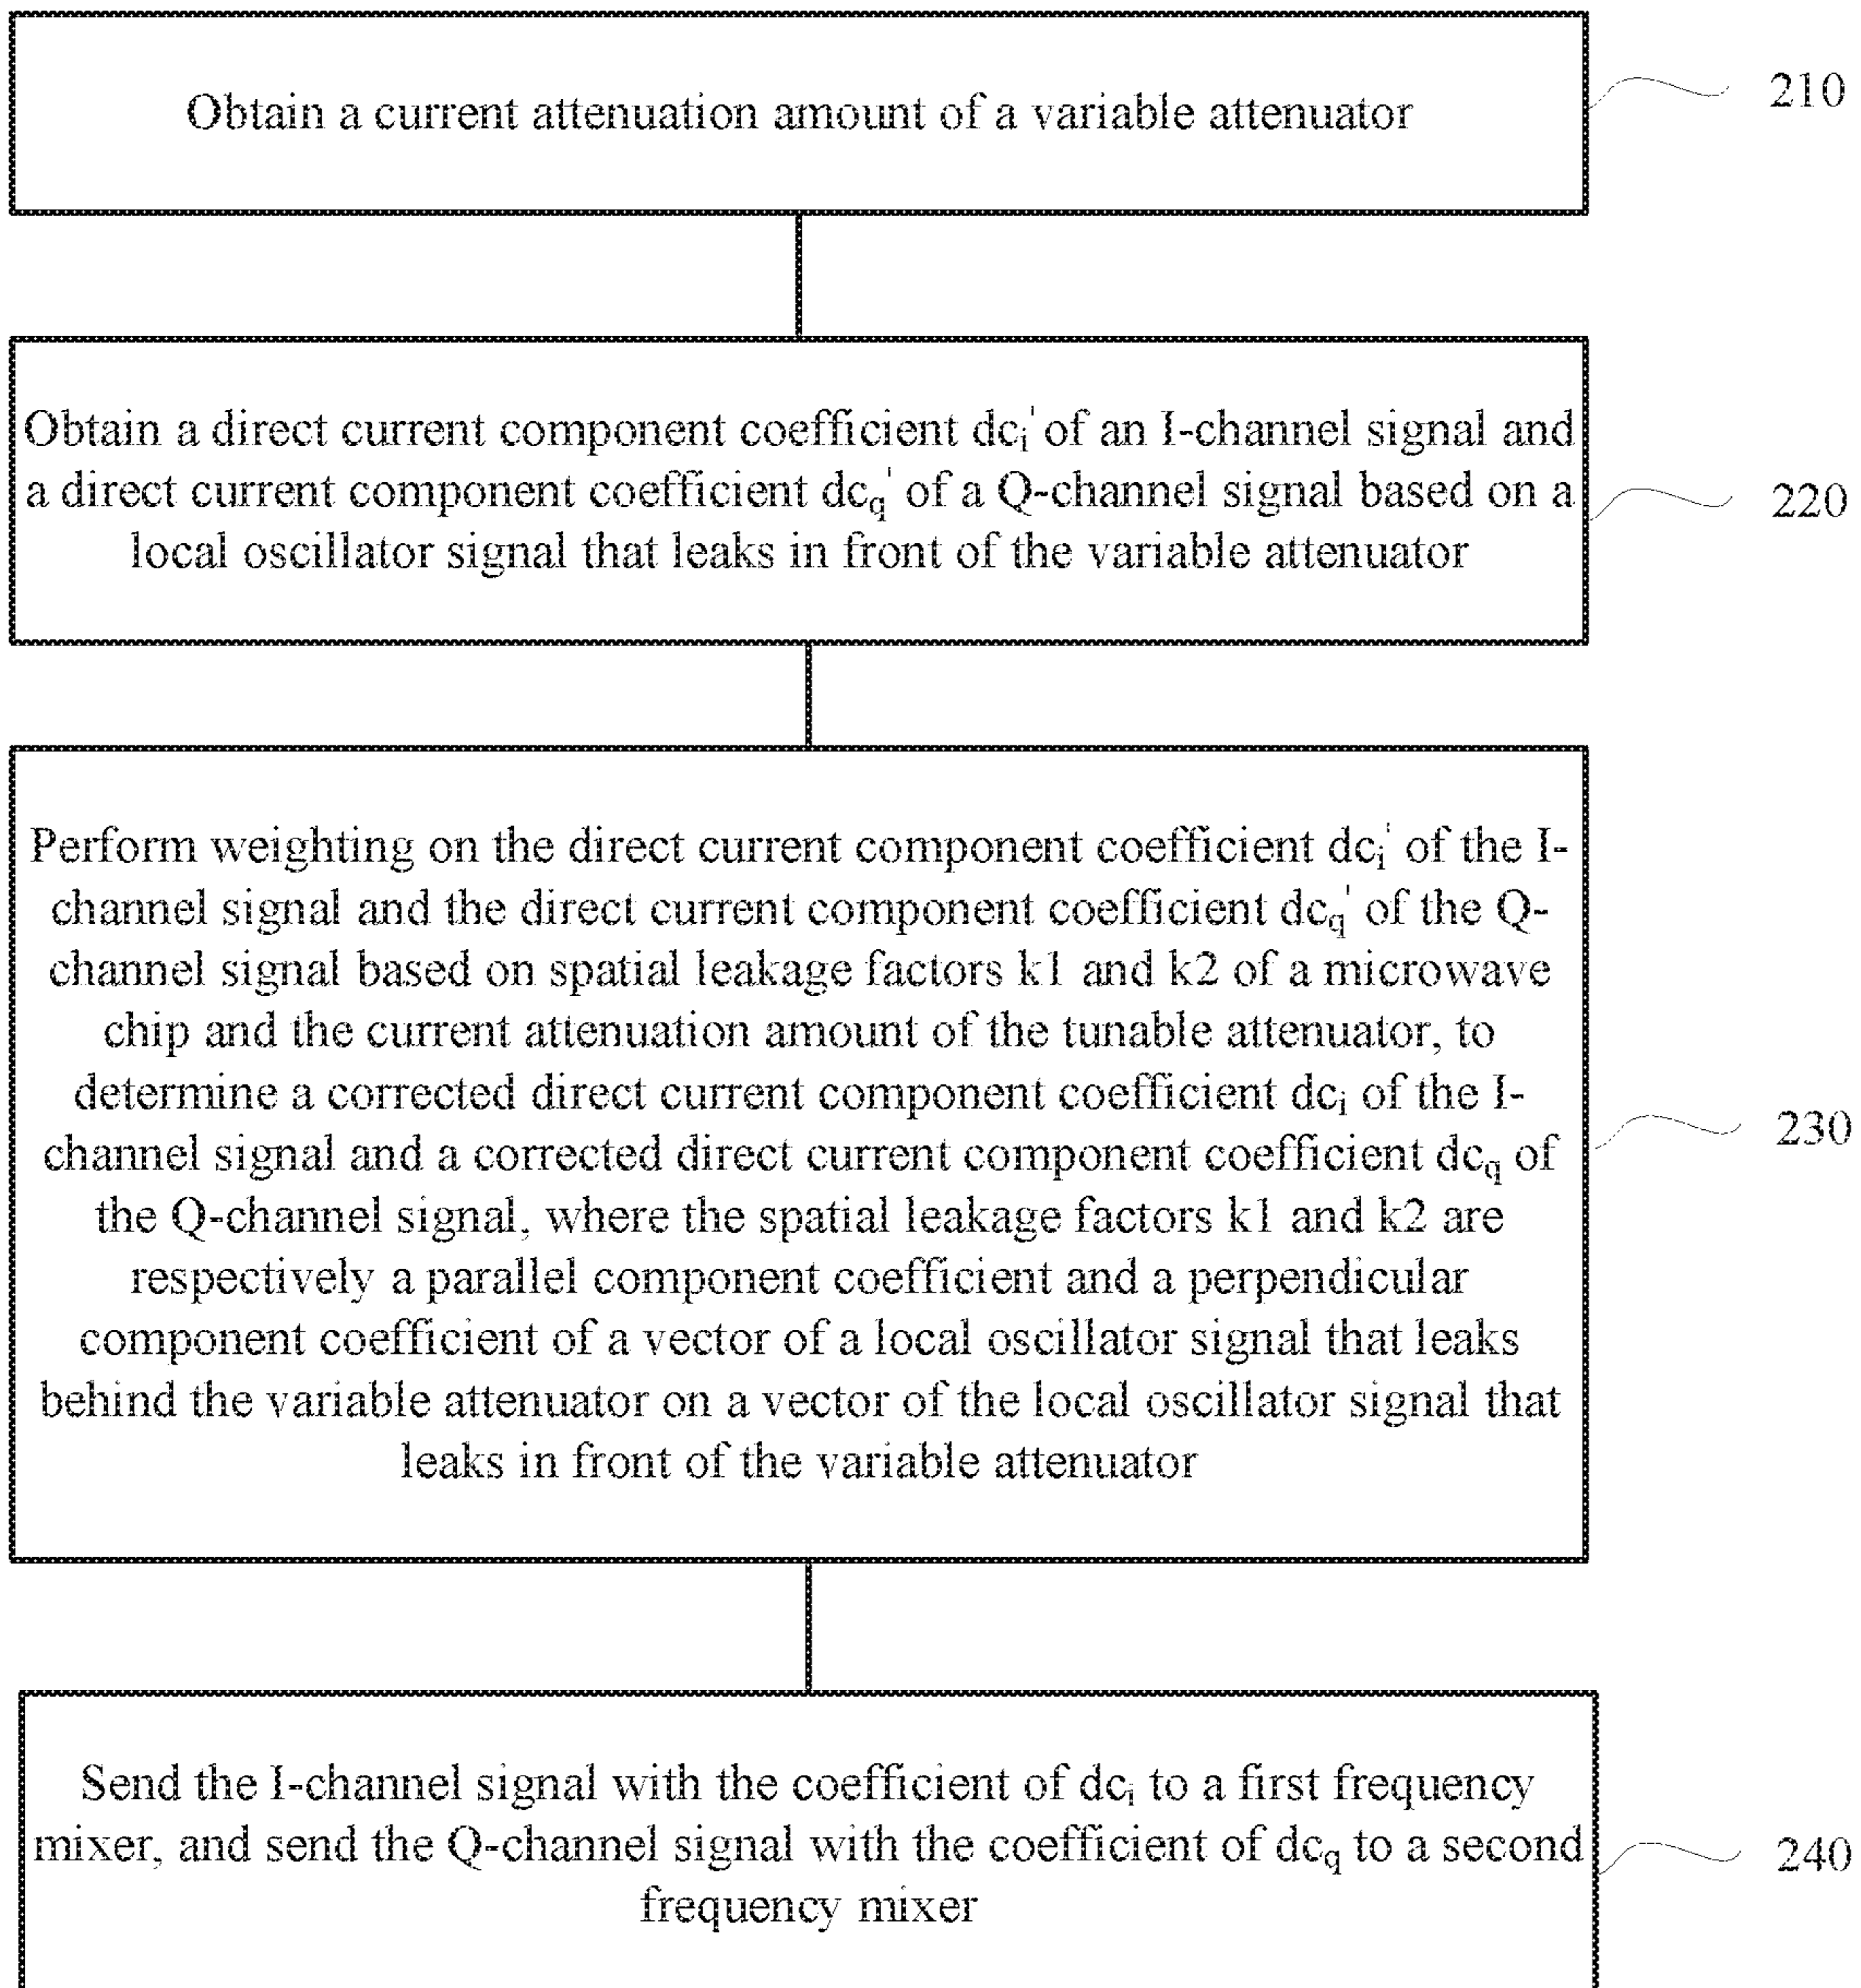 Obtain a current attenuation amount of a variable attenuator
210
Obtain a direct current component coefficient dcᵢ' of an I-channel signal and
a direct current component coefficient dc_q' of a Q-channel signal based on a
local oscillator signal that leaks in front of the variable attenuator
220
Perform weighting on the direct current component coefficient dcᵢ' of the I-
channel signal and the direct current component coefficient dc_q' of the Q-
channel signal based on spatial leakage factors k1 and k2 of a microwave
chip and the current attenuation amount of the tunable attenuator, to
determine a corrected direct current component coefficient dcᵢ of the I-
channel signal and a corrected direct current component coefficient dc_q of
the Q-channel signal, where the spatial leakage factors k1 and k2 are
respectively a parallel component coefficient and a perpendicular
component coefficient of a vector of a local oscillator signal that leaks
behind the variable attenuator on a vector of the local oscillator signal that
leaks in front of the variable attenuator
230
Send the I-channel signal with the coefficient of dcᵢ to a first frequency
mixer, and send the Q-channel signal with the coefficient of dc_q to a second
frequency mixer
240